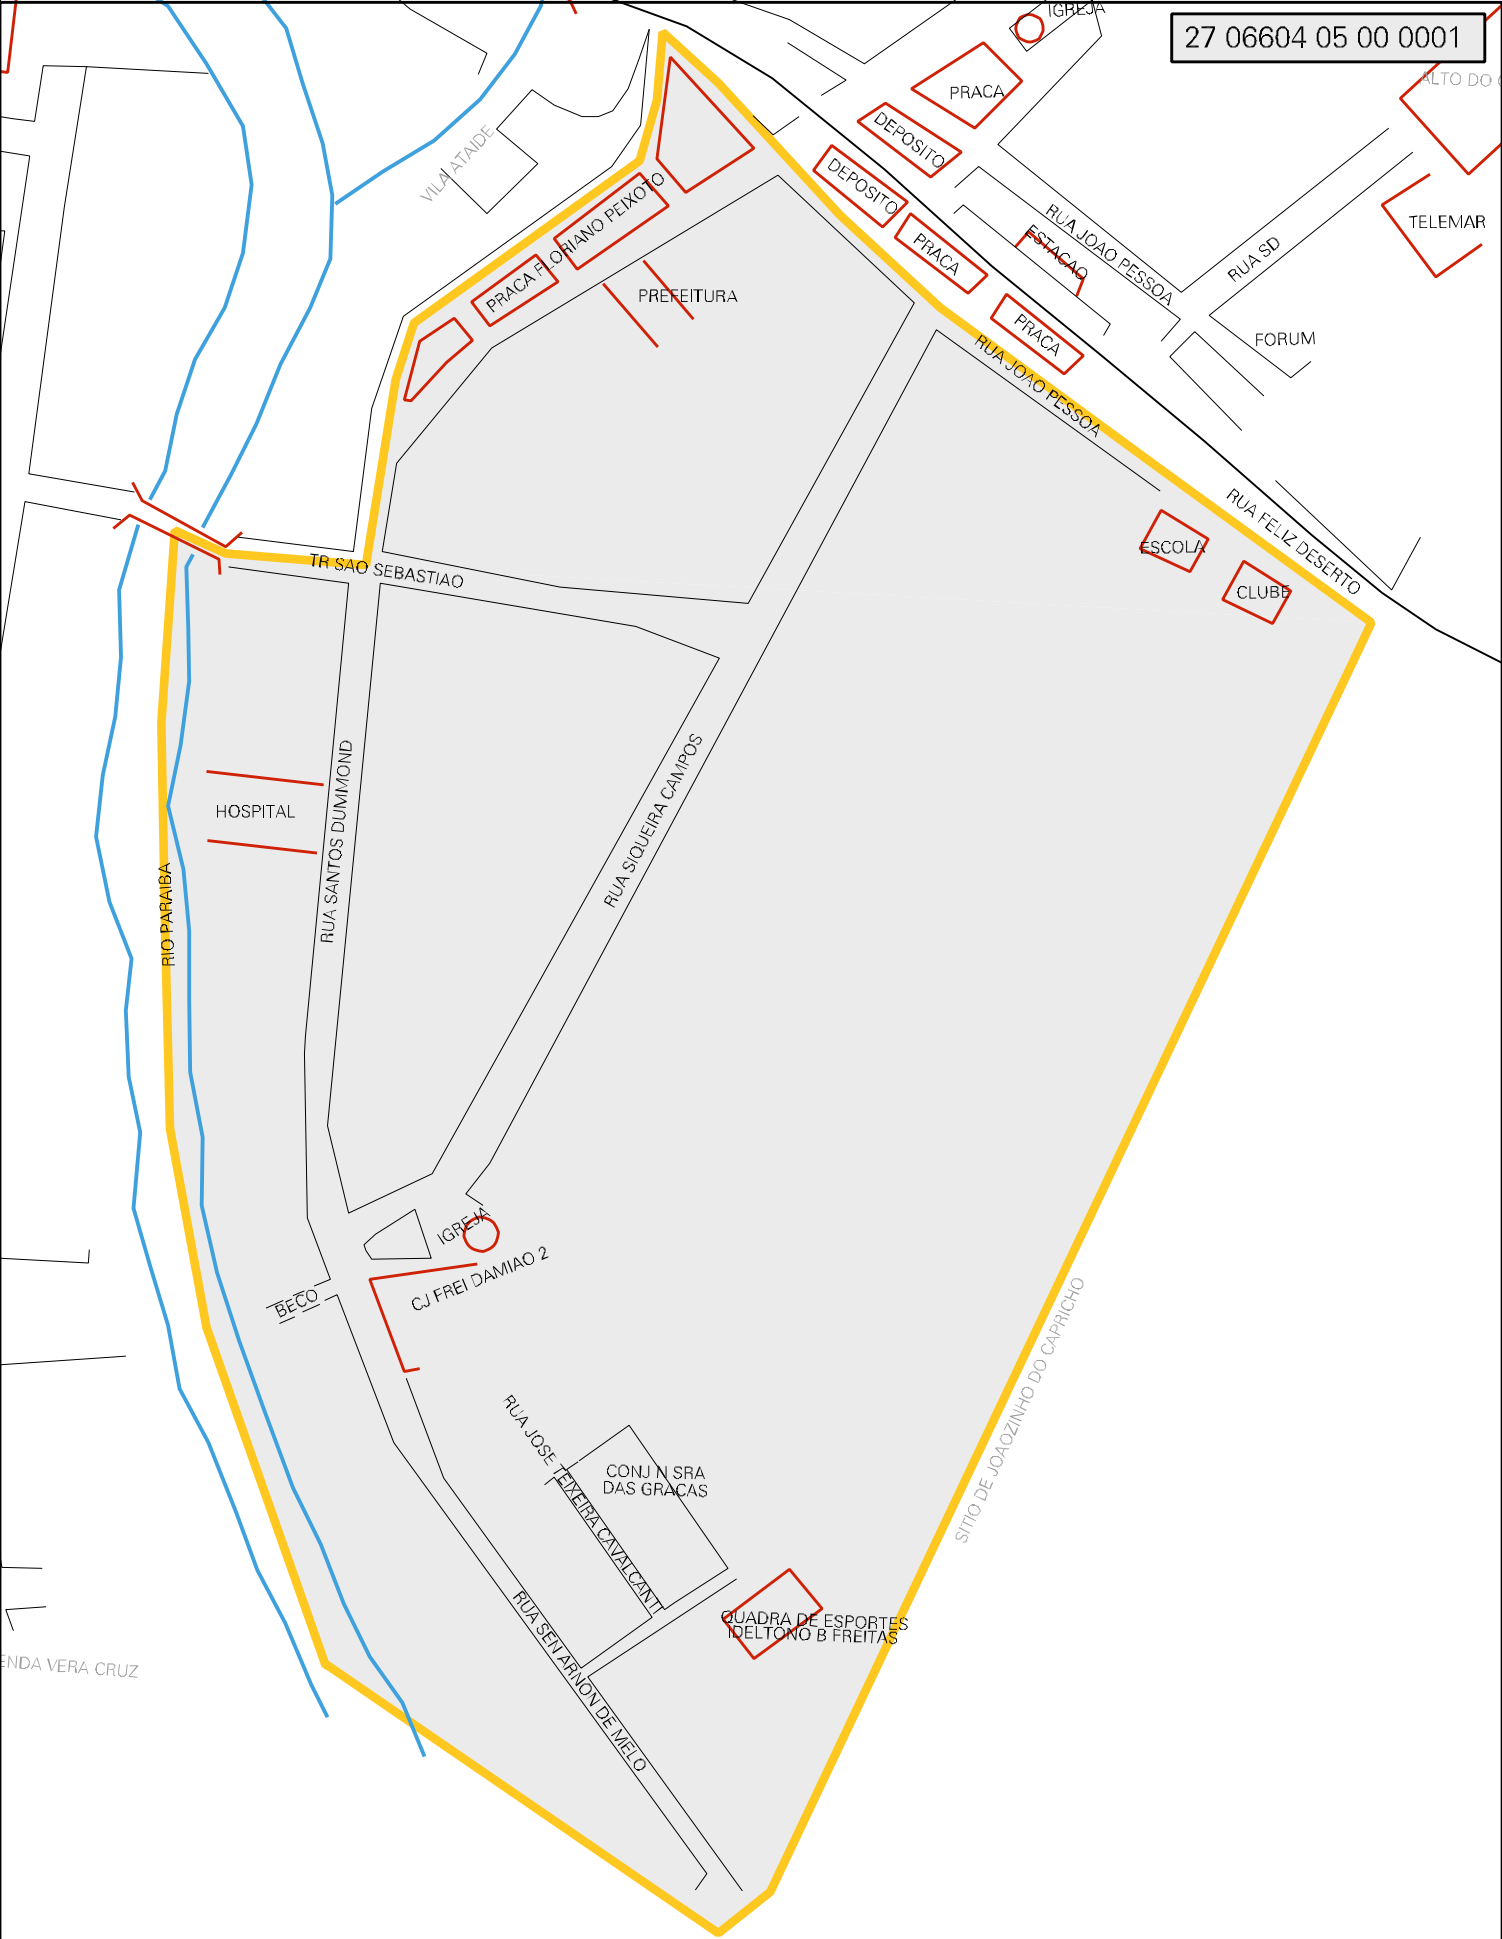 IGREJA
27 06604 05 00 0001
ALTO DO
PRACA
DEPOSITO
VILA ATAIDE
DEPOSITO
PRACA FLORIANO PEIXOTO
RUA JOAO PESSOA
TELEMAR
ESTACAO
RUA SD
PRACA
PREFEITURA
PRACA
FORUM
RUA JOAO PESSOA
RUA FELIZ DESERTO
ESCOLA
TR SAO SEBASTIAO
CLUBE
HOSPITAL
RUA SANTOS DUMMOND
RUA SIQUEIRA CAMPOS
RIO PARAIBA
IGREJA
CJ FREI DAMIAO 2
BECO
SITIO DE JOAOZINHO DO CAPRICHO
RUA JOSE TEIXEIRA CAVALCANTI
CONJ N SRA
DAS GRACAS
QUADRA DE ESPORTES
IDELTONO B FREITAS
RUA SEN ARNON DE MELO
ENDA VERA CRUZ